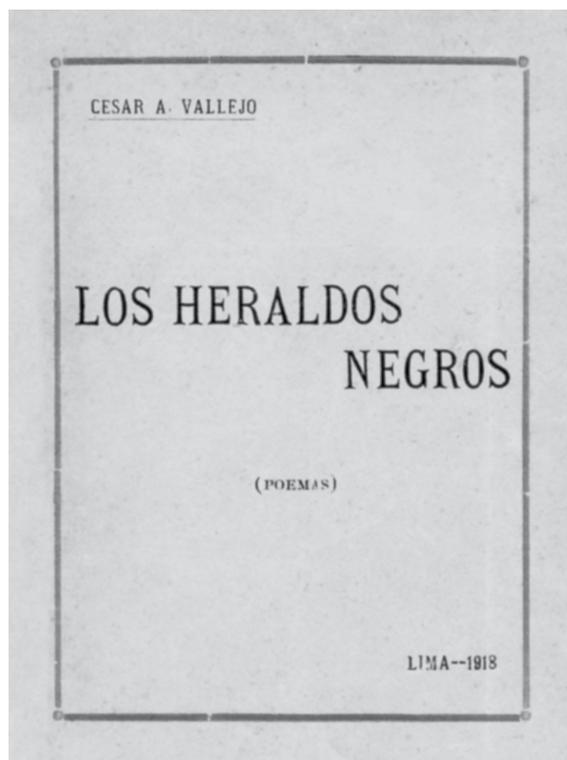 CESAR A. VALLEJO
LOS HERALDOS
NEGROS
(POEMAS)
LIMA--1918